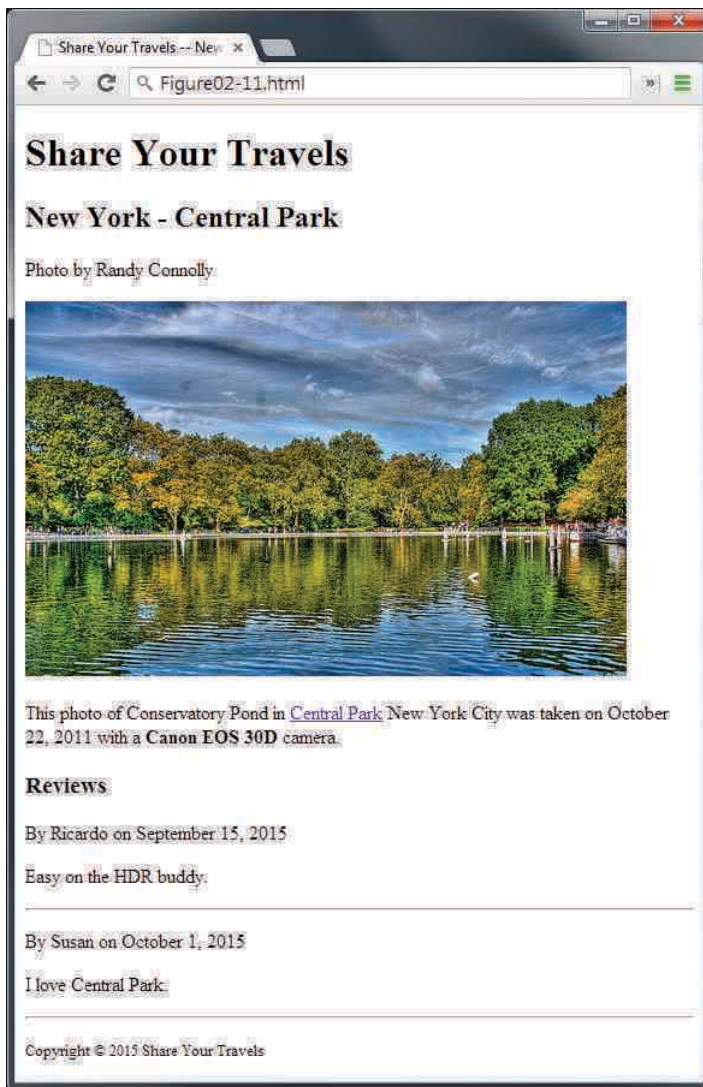 Share Your Travels -- New
Figure02-11.html
Share Your Travels
New York - Central Park
Photo by Randy Connolly
This photo of Conservatory Pond in Central Park New York City was taken on October
22, 2011 with a Canon EOS 30D camera.
Reviews
By Ricardo on September 15, 2015
Easy on the HDR buddy.
By Susan on October 1, 2015
I love Central Park.
Copyright © 2015 Share Your Travels